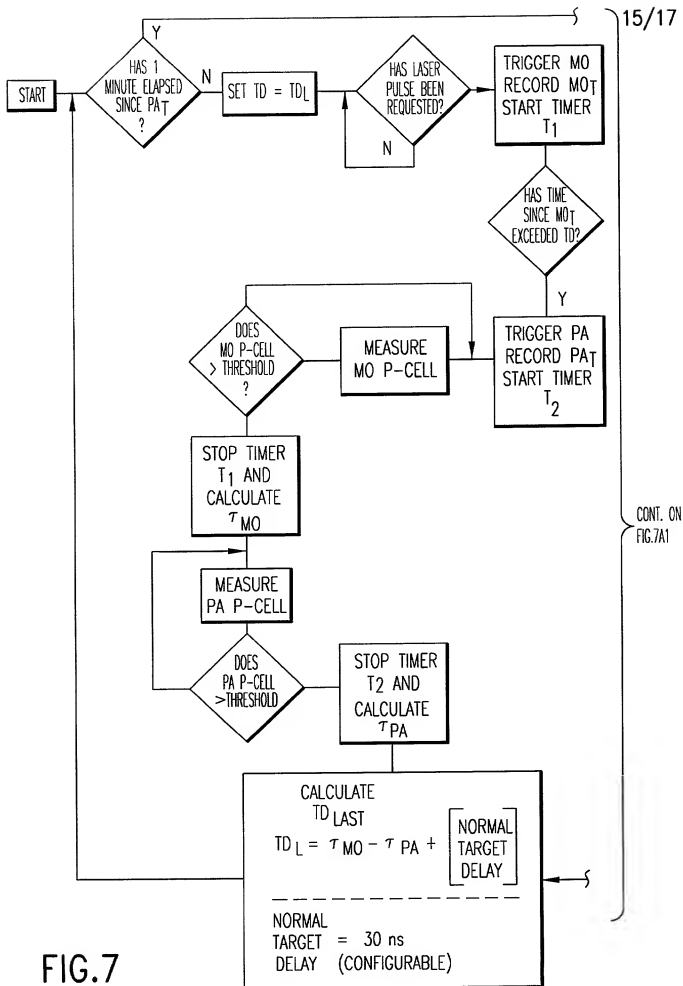 15/17
Y
START
HAS 1
MINUTE ELAPSED
SINCE PAT
?
N
SET TD = TDL
HAS LASER
PULSE BEEN
REQUESTED?
N
TRIGGER MO
RECORD MOT
START TIMER
T1
HAS TIME
SINCE MOT
EXCEEDED TD?
Y
TRIGGER PA
RECORD PAT
START TIMER
T2
MEASURE
MO P-CELL
DOES
MO P-CELL
> THRESHOLD
?
STOP TIMER
T1 AND
CALCULATE
τMO
MEASURE
PA P-CELL
DOES
PA P-CELL
>THRESHOLD
STOP TIMER
T2 AND
CALCULATE
τPA
CALCULATE
TDLAST
TDL = τMO − τPA + [NORMAL
TARGET
DELAY]
NORMAL
TARGET = 30 ns
DELAY (CONFIGURABLE)
CONT. ON
FIG.7A1
FIG.7